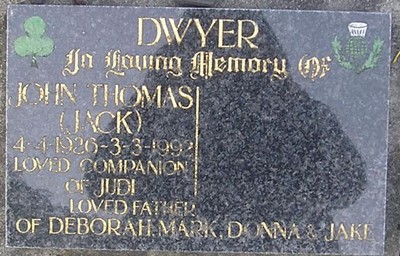 DWYER
In Loving Memory Of
JOHN THOMAS
(JACK)
4-4-1926-3-3-1992
LOVED COMPANION
OF JUDI
LOVED FATHER
OF DEBORAH, MARK, DONNA & JAKE